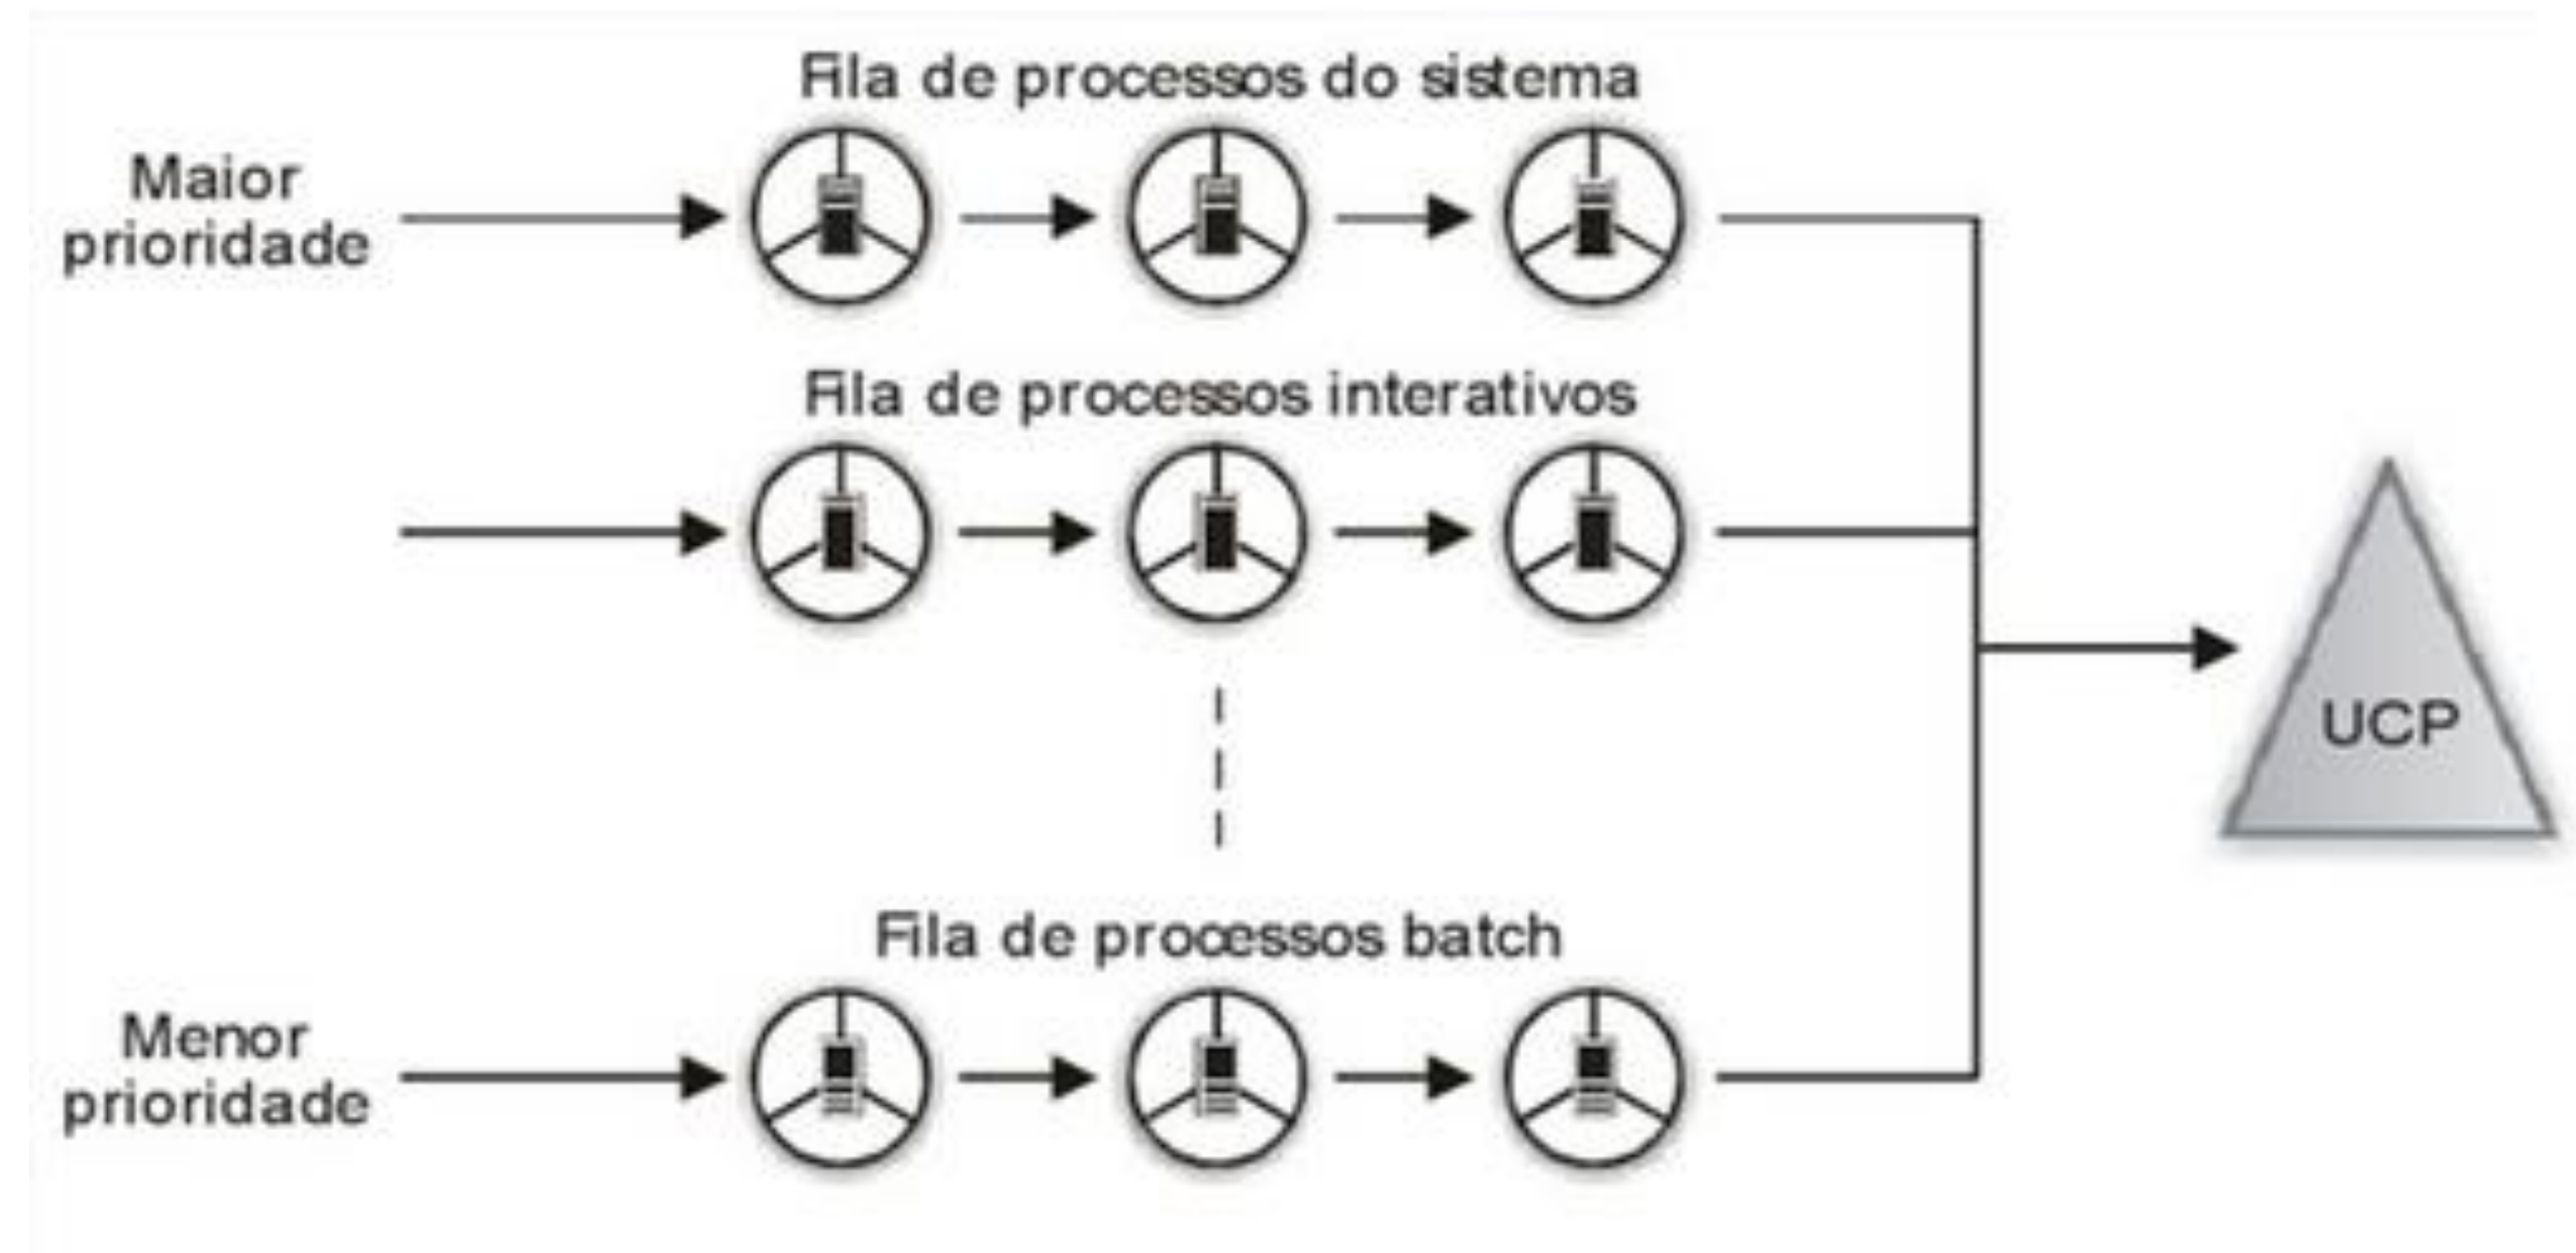 Fila de processos do sistema
Maior
prioridade
Fila de processos interativos
UCP
Fila de processos batch
Menor
prioridade